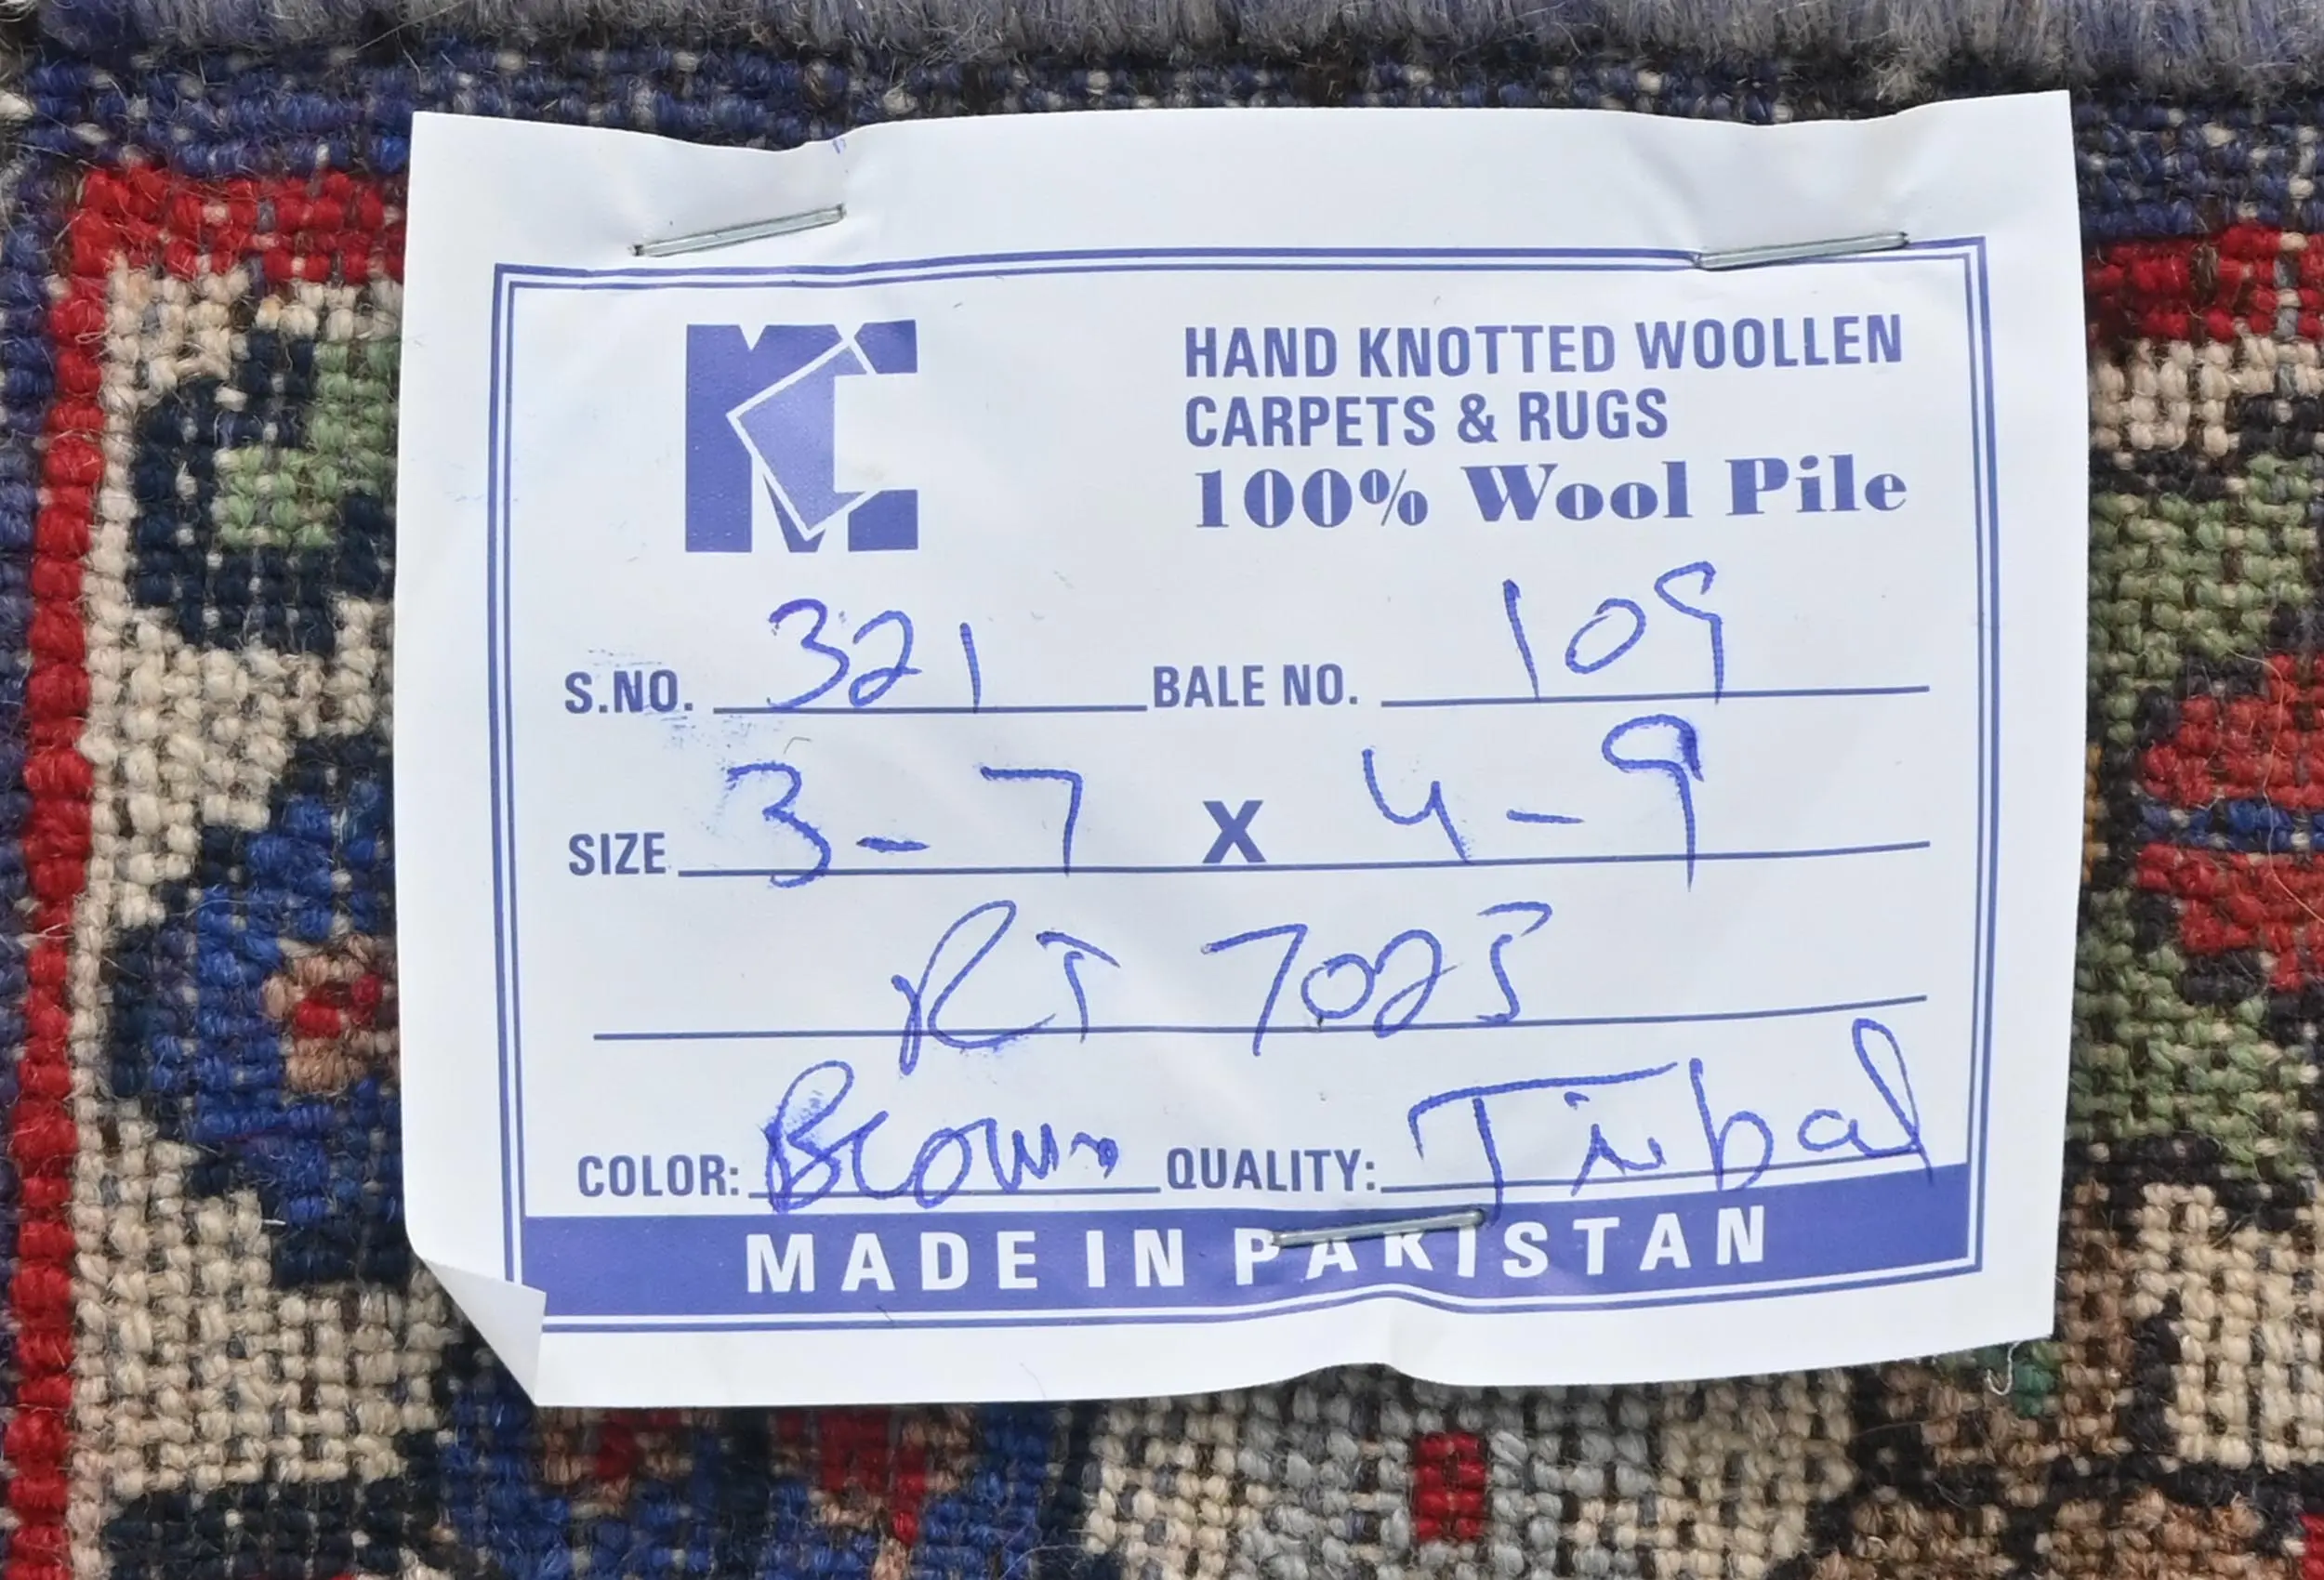 MC
HAND KNOTTED WOOLLEN
CARPETS & RUGS
100% Wool Pile
S.NO. 321 BALE NO. 109
SIZE 3-7 X 4-9
RT 7023
COLOR: Brown QUALITY: Tribal
MADE IN PAKISTAN